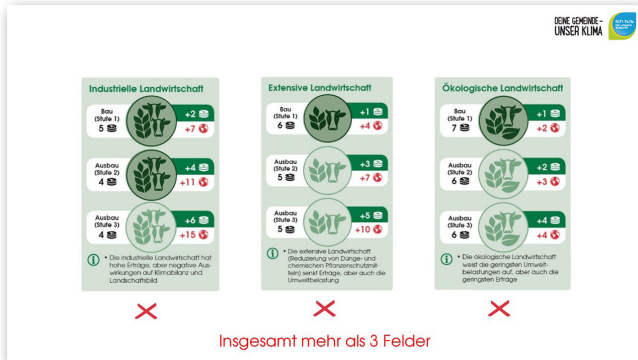 DEINE GEMEINDE –
UNSER KLIMA
Industrielle Landwirtschaft
Bau
(Stufe 1)
5
+2
+7
Ausbau
(Stufe 2)
4
+4
+11
Ausbau
(Stufe 3)
4
+6
+15
• Die industrielle Landwirtschaft hat
hohe Erträge, aber negative Aus-
wirkungen auf Klimabilanz und
Landschaftsbild
Extensive Landwirtschaft
Bau
(Stufe 1)
6
+1
+4
Ausbau
(Stufe 2)
5
+3
+7
Ausbau
(Stufe 3)
5
+5
+10
• Die extensive Landwirtschaft
(Reduzierung von Dünge- und
chemischen Pflanzenschutzmit-
teln) senkt Erträge, aber auch die
Umweltbelastung
Ökologische Landwirtschaft
Bau
(Stufe 1)
7
+1
+2
Ausbau
(Stufe 2)
6
+2
+3
Ausbau
(Stufe 3)
6
+4
+4
• Die ökologische Landwirtschaft
weist die geringsten Umwelt-
belastungen auf, aber auch die
geringsten Erträge
Insgesamt mehr als 3 Felder